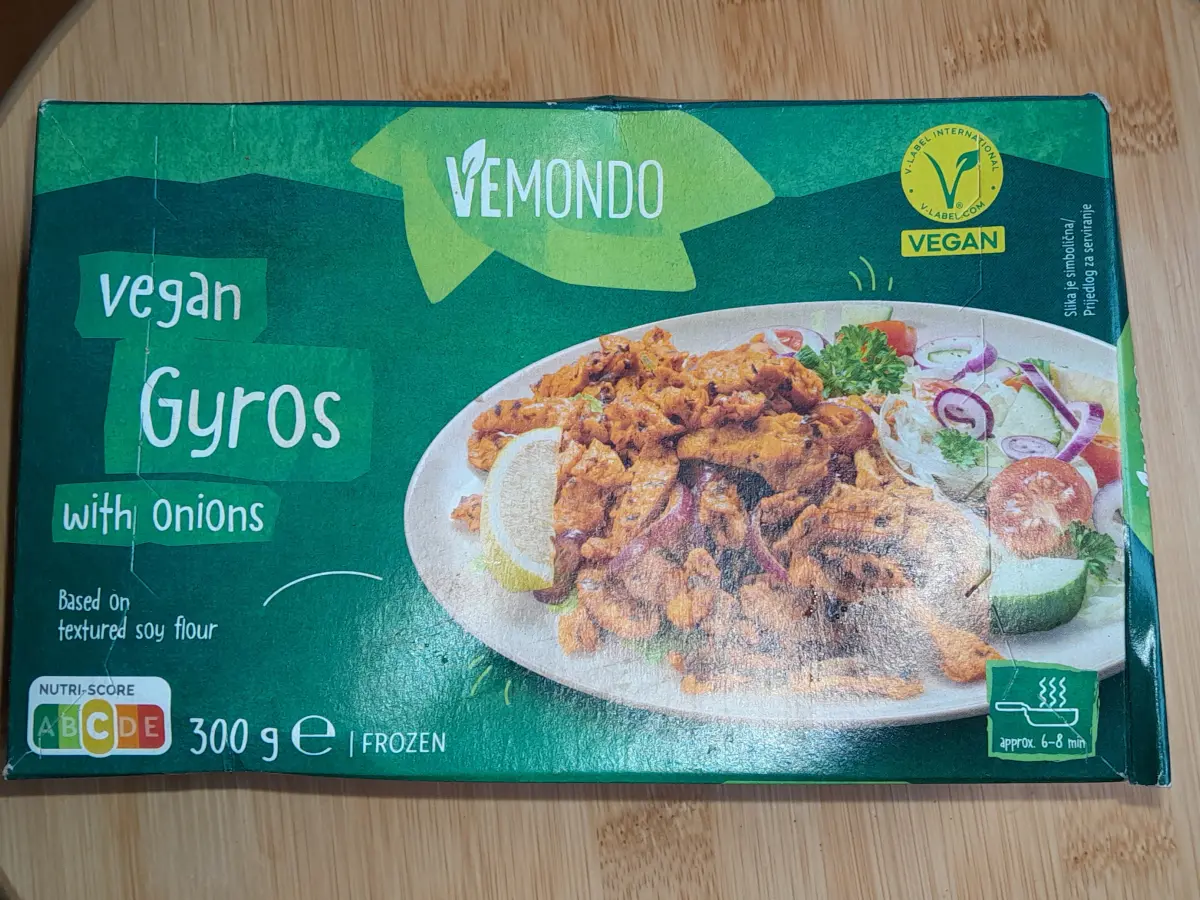 VEMONDO
V-LABEL INTERNATIONAL
V-LABEL.COM
VEGAN
Slika je simbolična/
Prijedlog za serviranje
vegan
Gyros
with onions
Based on
textured soy flour
NUTRI-SCORE
A B C D E
300 g e | FROZEN
approx. 6-8 min